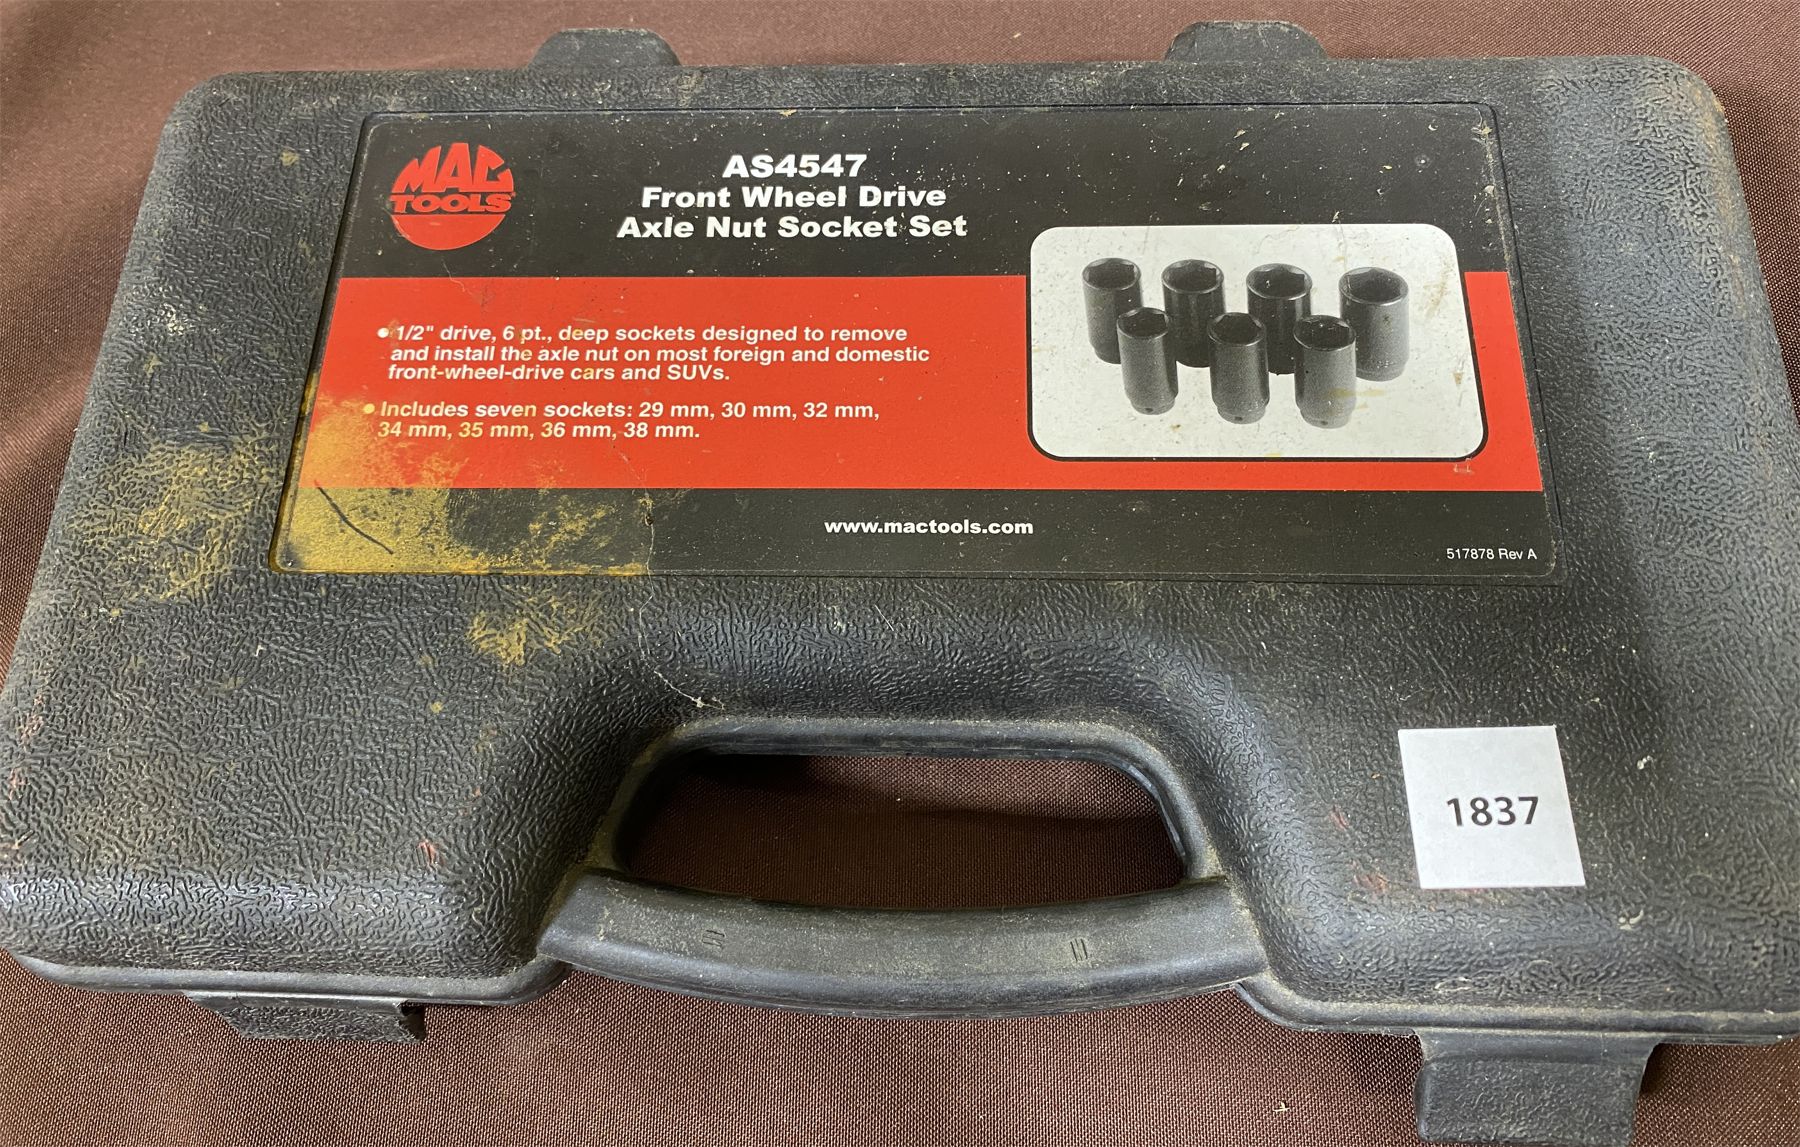 MAC
TOOLS
AS4547
Front Wheel Drive
Axle Nut Socket Set
• 1/2" drive, 6 pt., deep sockets designed to remove
and install the axle nut on most foreign and domestic
front-wheel-drive cars and SUVs.
• Includes seven sockets: 29 mm, 30 mm, 32 mm,
34 mm, 35 mm, 36 mm, 38 mm.
www.mactools.com
517878 Rev A
1837